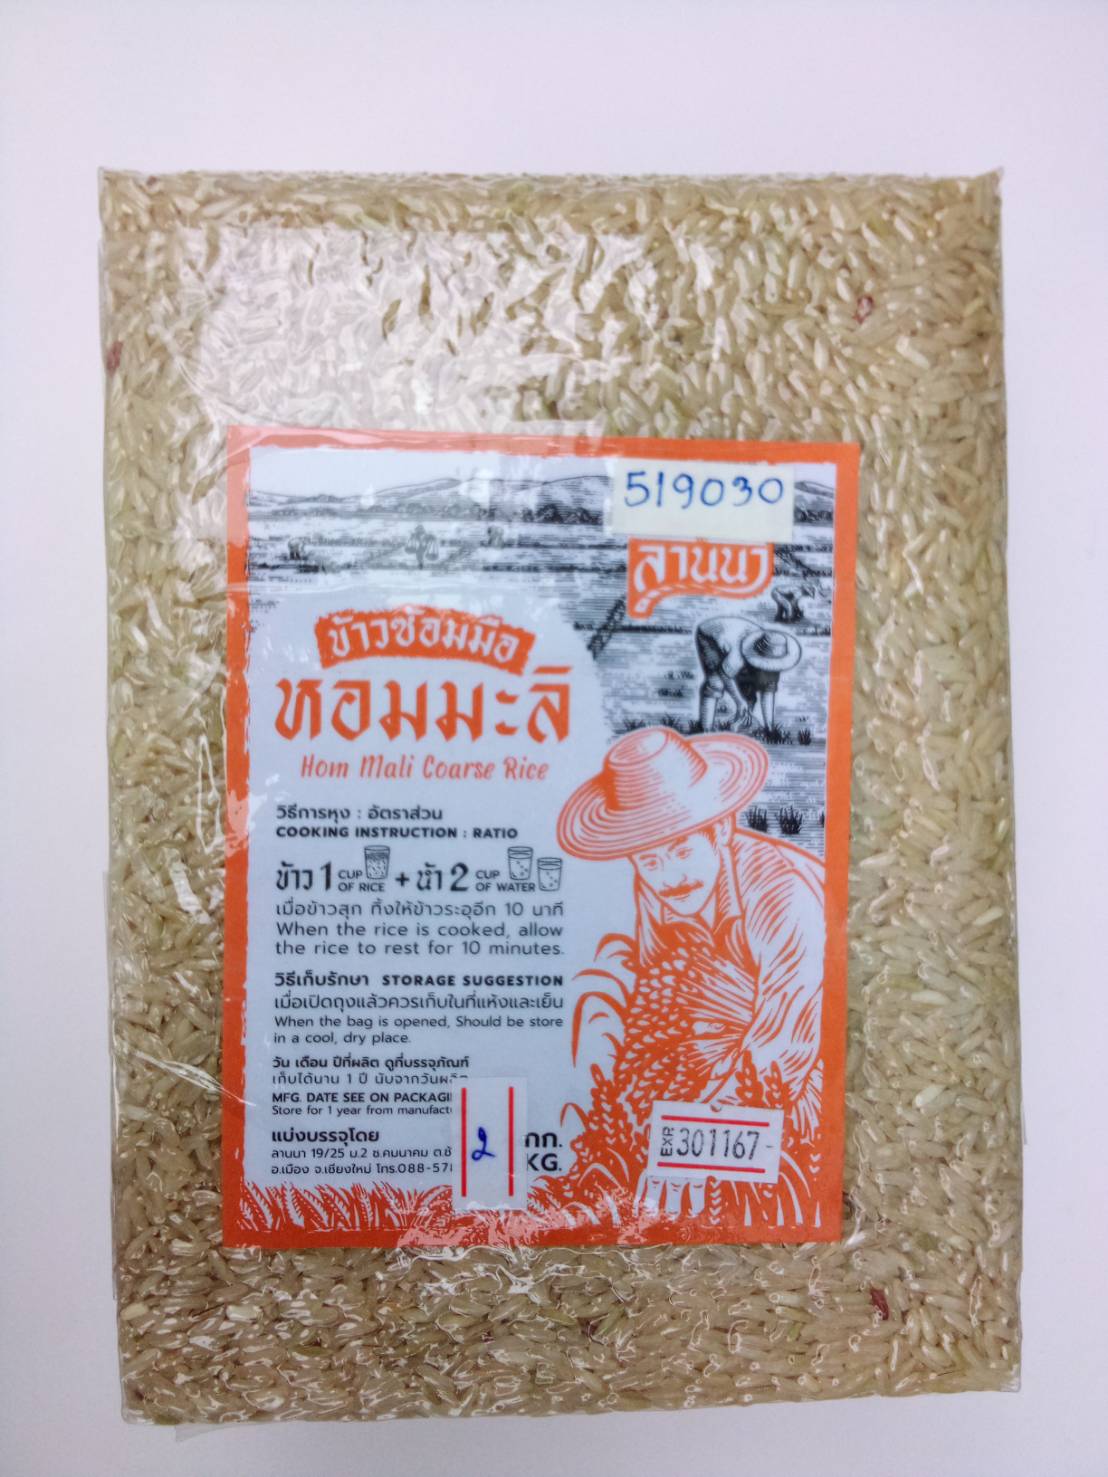 519030
ลานนา
ข้าวซ้อมมือ
หอมมะลิ
Hom Mali Coarse Rice
วิธีการหุง : อัตราส่วน
COOKING INSTRUCTION : RATIO
ข้าว 1 CUP OF RICE + น้ำ 2 CUP OF WATER
เมื่อข้าวสุก ทิ้งให้ข้าวระอุอีก 10 นาที
When the rice is cooked, allow
the rice to rest for 10 minutes.
วิธีเก็บรักษา STORAGE SUGGESTION
เมื่อเปิดถุงแล้วควรเก็บในที่แห้งและเย็น
When the bag is opened, Should be store
in a cool, dry place.
วัน เดือน ปีที่ผลิต ดูที่บรรจุภัณฑ์
เก็บได้นาน 1 ปี นับจากวันผลิต
MFG. DATE SEE ON PACKAGI
Store for 1 year from manufact
แบ่งบรรจุโดย
ลานนา 19/25 ม.2 ซ.คมนาคม ต.ช้
อ.เมือง จ.เชียงใหม่ โทร.088-57
2 กก.
KG.
EXP. 301167-